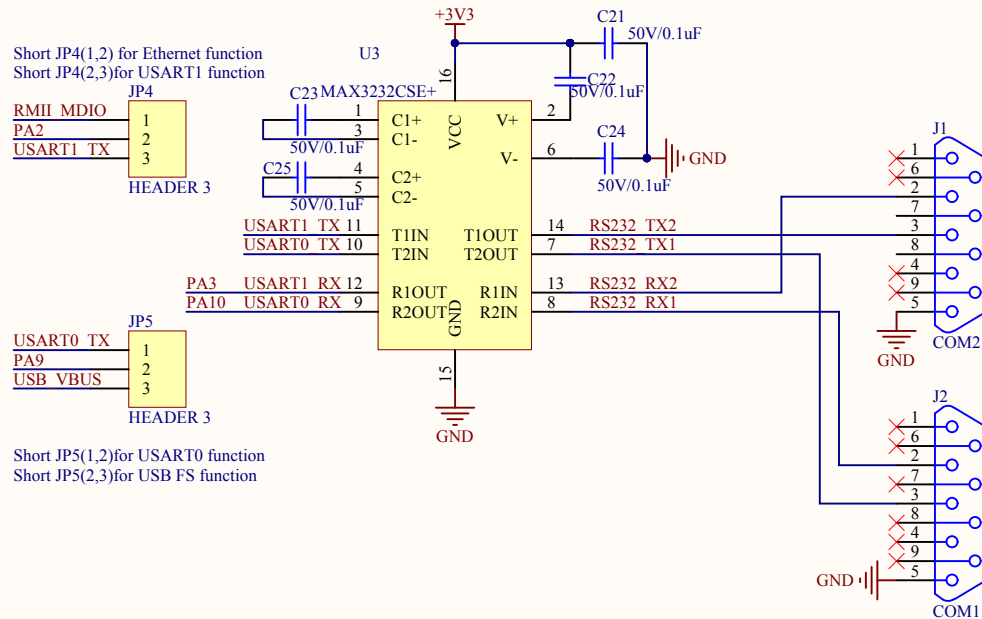 +3V3
C21
50V/0.1uF
Short JP4(1,2) for Ethernet function
Short JP4(2,3)for USART1 function
U3
16
C22
50V/0.1uF
JP4
RMII_MDIO 1
PA2 2
USART1_TX 3
HEADER 3
MAX3232CSE+
C23
50V/0.1uF
1 C1+
3 C1-
VCC
V+ 2
C24
50V/0.1uF
V- 6
GND
C25
50V/0.1uF
4 C2+
5 C2-
USART1_TX 11 T1IN
USART0_TX 10 T2IN
T1OUT 14 RS232_TX2
T2OUT 7 RS232_TX1
PA3 USART1_RX 12 R1OUT
PA10 USART0_RX 9 R2OUT
R1IN 13 RS232_RX2
R2IN 8 RS232_RX1
GND
15
GND
J1
1
6
2
7
3
8
4
9
5
GND
COM2
JP5
USART0_TX 1
PA9 2
USB_VBUS 3
HEADER 3
Short JP5(1,2)for USART0 function
Short JP5(2,3)for USB FS function
J2
1
6
2
7
3
8
4
9
5
GND
COM1